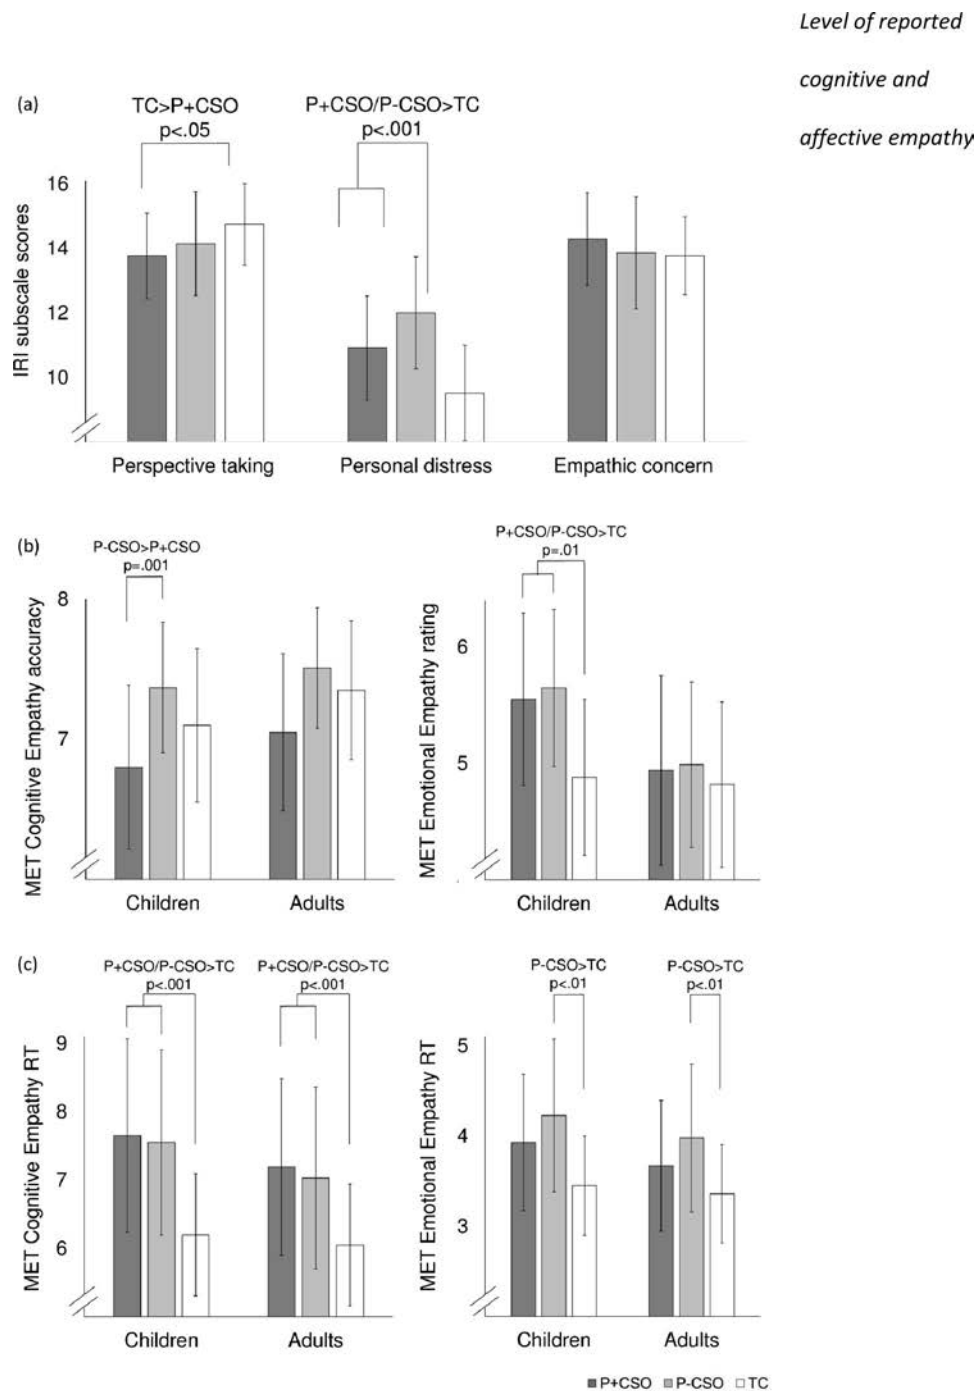 Level of reported
cognitive and
affective empathy
(a)
TC>P+CSO
p<.05
P+CSO/P-CSO>TC
p<.001
IRI subscale scores
16
14
12
10
Perspective taking
Personal distress
Empathic concern
(b)
P-CSO>P+CSO
p=.001
MET Cognitive Empathy accuracy
8
7
Children
Adults
P+CSO/P-CSO>TC
p=.01
MET Emotional Empathy rating
6
5
Children
Adults
(c)
P+CSO/P-CSO>TC
p<.001
P+CSO/P-CSO>TC
p<.001
MET Cognitive Empathy RT
9
8
7
6
Children
Adults
P-CSO>TC
p<.01
P-CSO>TC
p<.01
MET Emotional Empathy RT
5
4
3
Children
Adults
P+CSO P-CSO TC